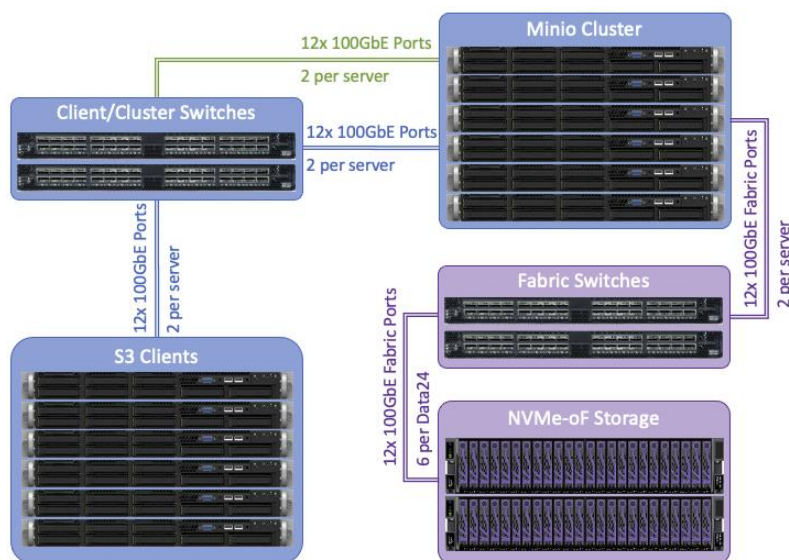 Minio Cluster
12x 100GbE Ports
2 per server
Client/Cluster Switches
12x 100GbE Ports
2 per server
12x 100GbE Fabric Ports
2 per server
12x 100GbE Ports
2 per server
Fabric Switches
12x 100GbE Fabric Ports
6 per Data24
S3 Clients
NVMe-oF Storage